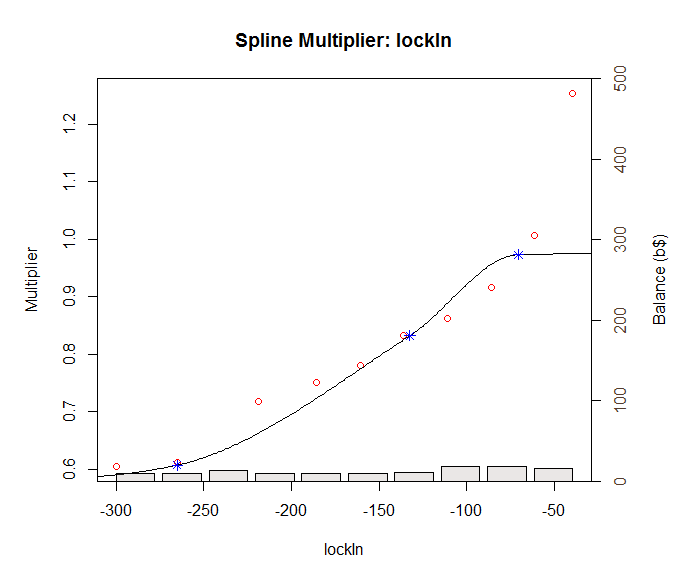 Spline Multiplier: lockIn
Multiplier
0.6 0.7 0.8 0.9 1.0 1.1 1.2
0 100 200 300 400 500
Balance (b$)
-300 -250 -200 -150 -100 -50
lockIn